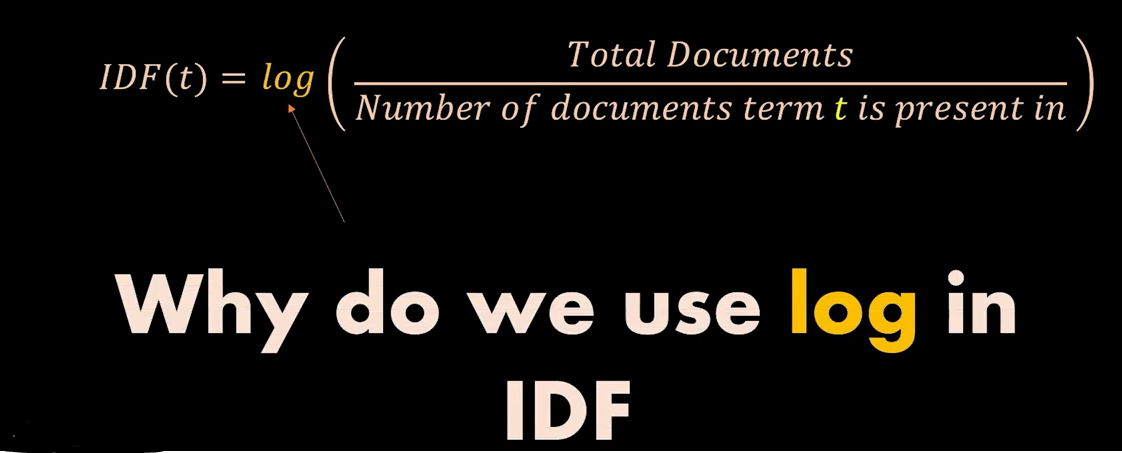 IDF(t) = log ( Total Documents / Number of documents term t is present in )
Why do we use log in
IDF